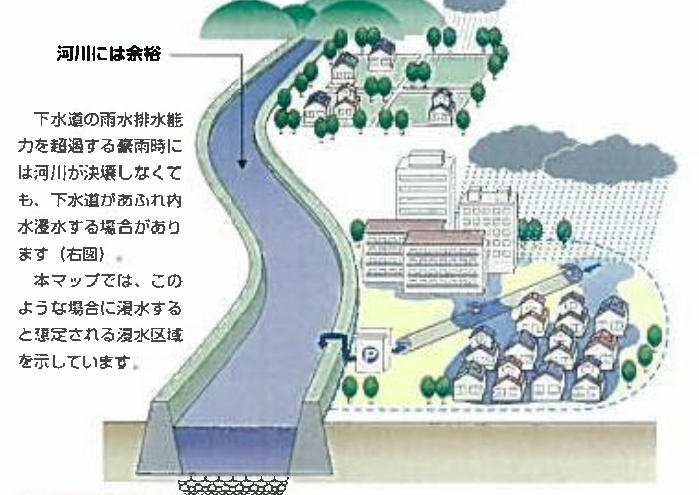 河川には余裕
　下水道の雨水排水能
力を超過する豪雨時に
は河川が決壊しなくて
も、下水道があふれ内
水浸水する場合があり
ます（右図）。
　本マップでは、この
ような場合に浸水する
と想定される浸水区域
を示しています。
P